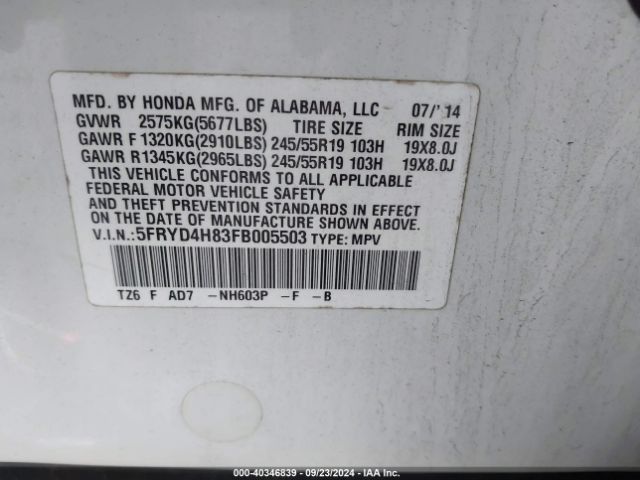 MFD. BY HONDA MFG. OF ALABAMA, LLC 07/'14
GVWR 2575KG(5677LBS) TIRE SIZE RIM SIZE
GAWR F 1320KG(2910LBS) 245/55R19 103H 19X8.0J
GAWR R1345KG(2965LBS) 245/55R19 103H 19X8.0J
THIS VEHICLE CONFORMS TO ALL APPLICABLE
FEDERAL MOTOR VEHICLE SAFETY
AND THEFT PREVENTION STANDARDS IN EFFECT
ON THE DATE OF MANUFACTURE SHOWN ABOVE.
V.I.N.:5FRYD4H83FB005503 TYPE: MPV
TZ6 F AD7 -NH603P -F -B
000-40346839 - 09/23/2024 - IAA Inc.